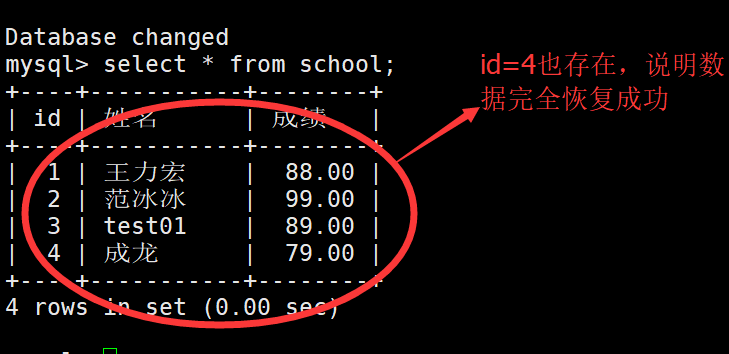 Database changed
mysql> select * from school;
+----+-----------+--------+
| id | 姓名 | 成绩 |
+----+-----------+--------+
| 1 | 王力宏 | 88.00 |
| 2 | 范冰冰 | 99.00 |
| 3 | test01 | 89.00 |
| 4 | 成龙 | 79.00 |
+----+-----------+--------+
4 rows in set (0.00 sec)
id=4也存在，说明数
据完全恢复成功